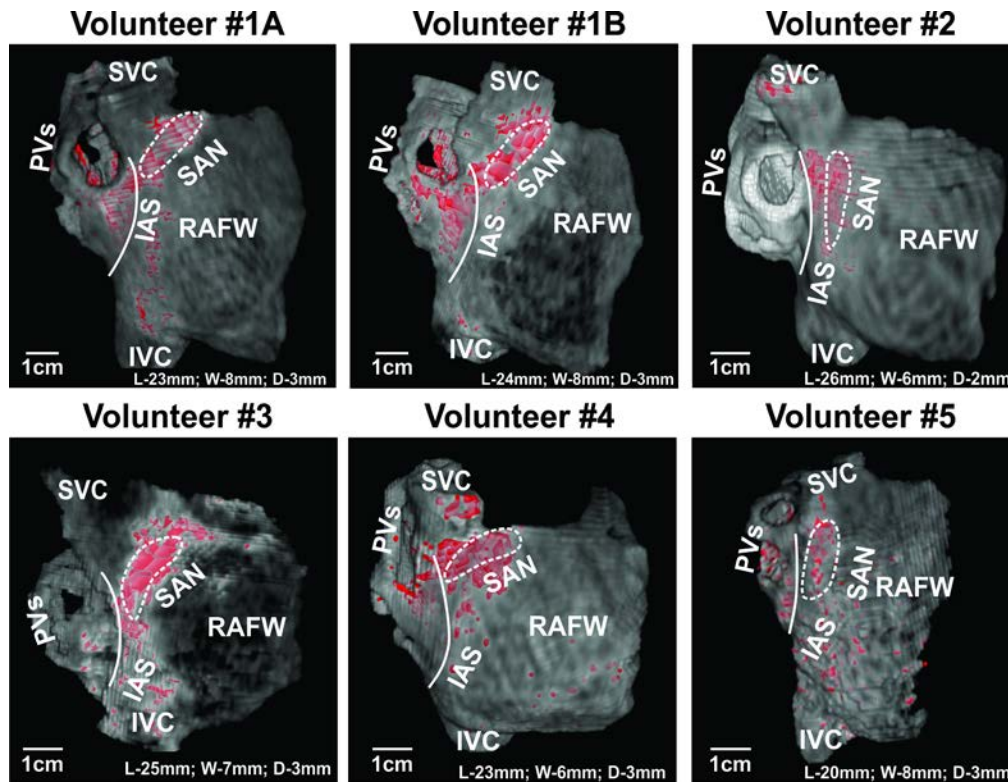 Volunteer #1A
SVC
PVs
SAN
IAS
RAFW
IVC
1cm
L-23mm; W-8mm; D-3mm
Volunteer #1B
SVC
PVs
SAN
IAS
RAFW
IVC
1cm
L-24mm; W-8mm; D-3mm
Volunteer #2
SVC
PVs
SAN
RAFW
IAS
IVC
1cm
L-26mm; W-6mm; D-2mm
Volunteer #3
SVC
PVs
SAN
RAFW
IAS
IVC
1cm
L-25mm; W-7mm; D-3mm
Volunteer #4
SVC
PVs
SAN
RAFW
IAS
IVC
1cm
L-23mm; W-6mm; D-3mm
Volunteer #5
SVC
PVs
SAN
RAFW
IAS
IVC
1cm
L-20mm; W-8mm; D-3mm